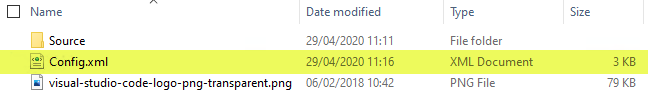 Name Date modified Type Size
Source 29/04/2020 11:11 File folder
Config.xml 29/04/2020 11:16 XML Document 3 KB
visual-studio-code-logo-png-transparent.png 06/02/2018 10:42 PNG File 79 KB